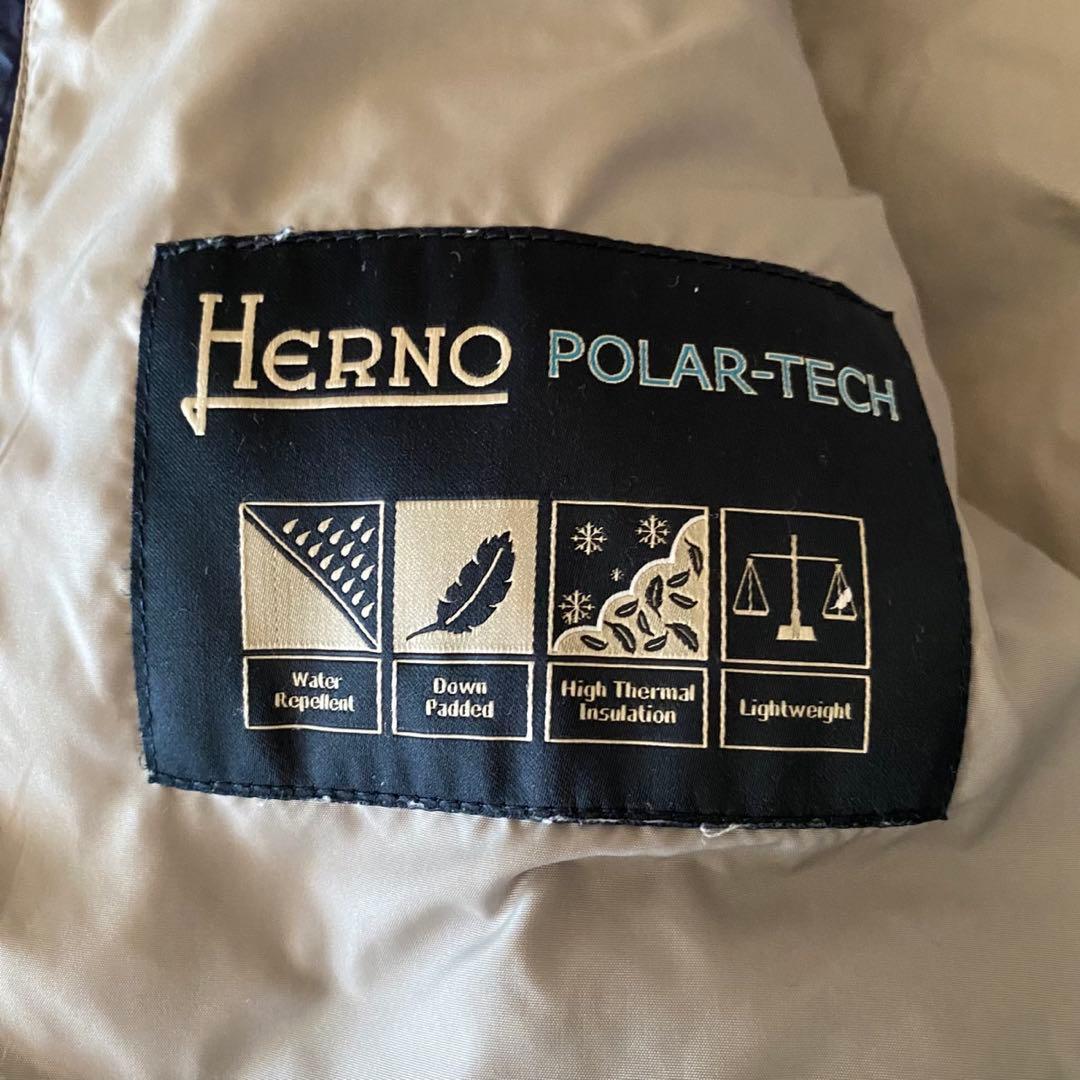 HERNO POLAR-TECH
Water Repellent
Down Padded
High Thermal Insulation
Lightweight